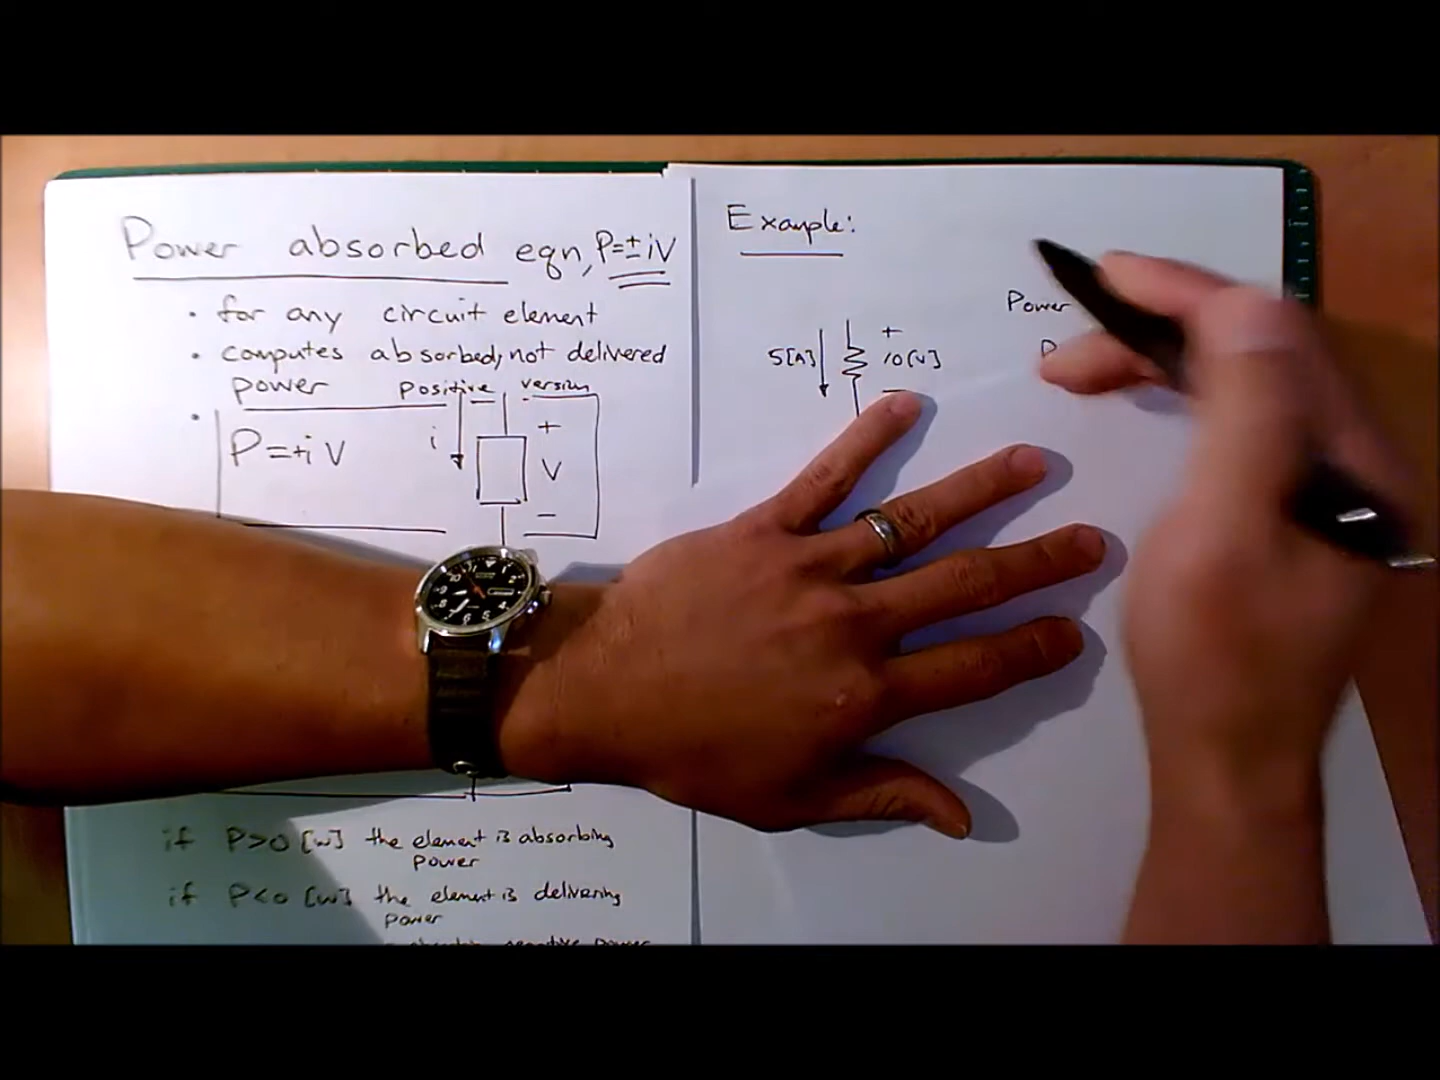 Power absorbed eqn, P=±iV
• for any circuit element
• computes absorbed, not delivered
power
positive version
• P=+iV
i
+
V
−
if P>0 [W] the element is absorbing
power
if P<0 [W] the element is delivering
power
Example:
5[A]
+
10[V]
−
Power
P